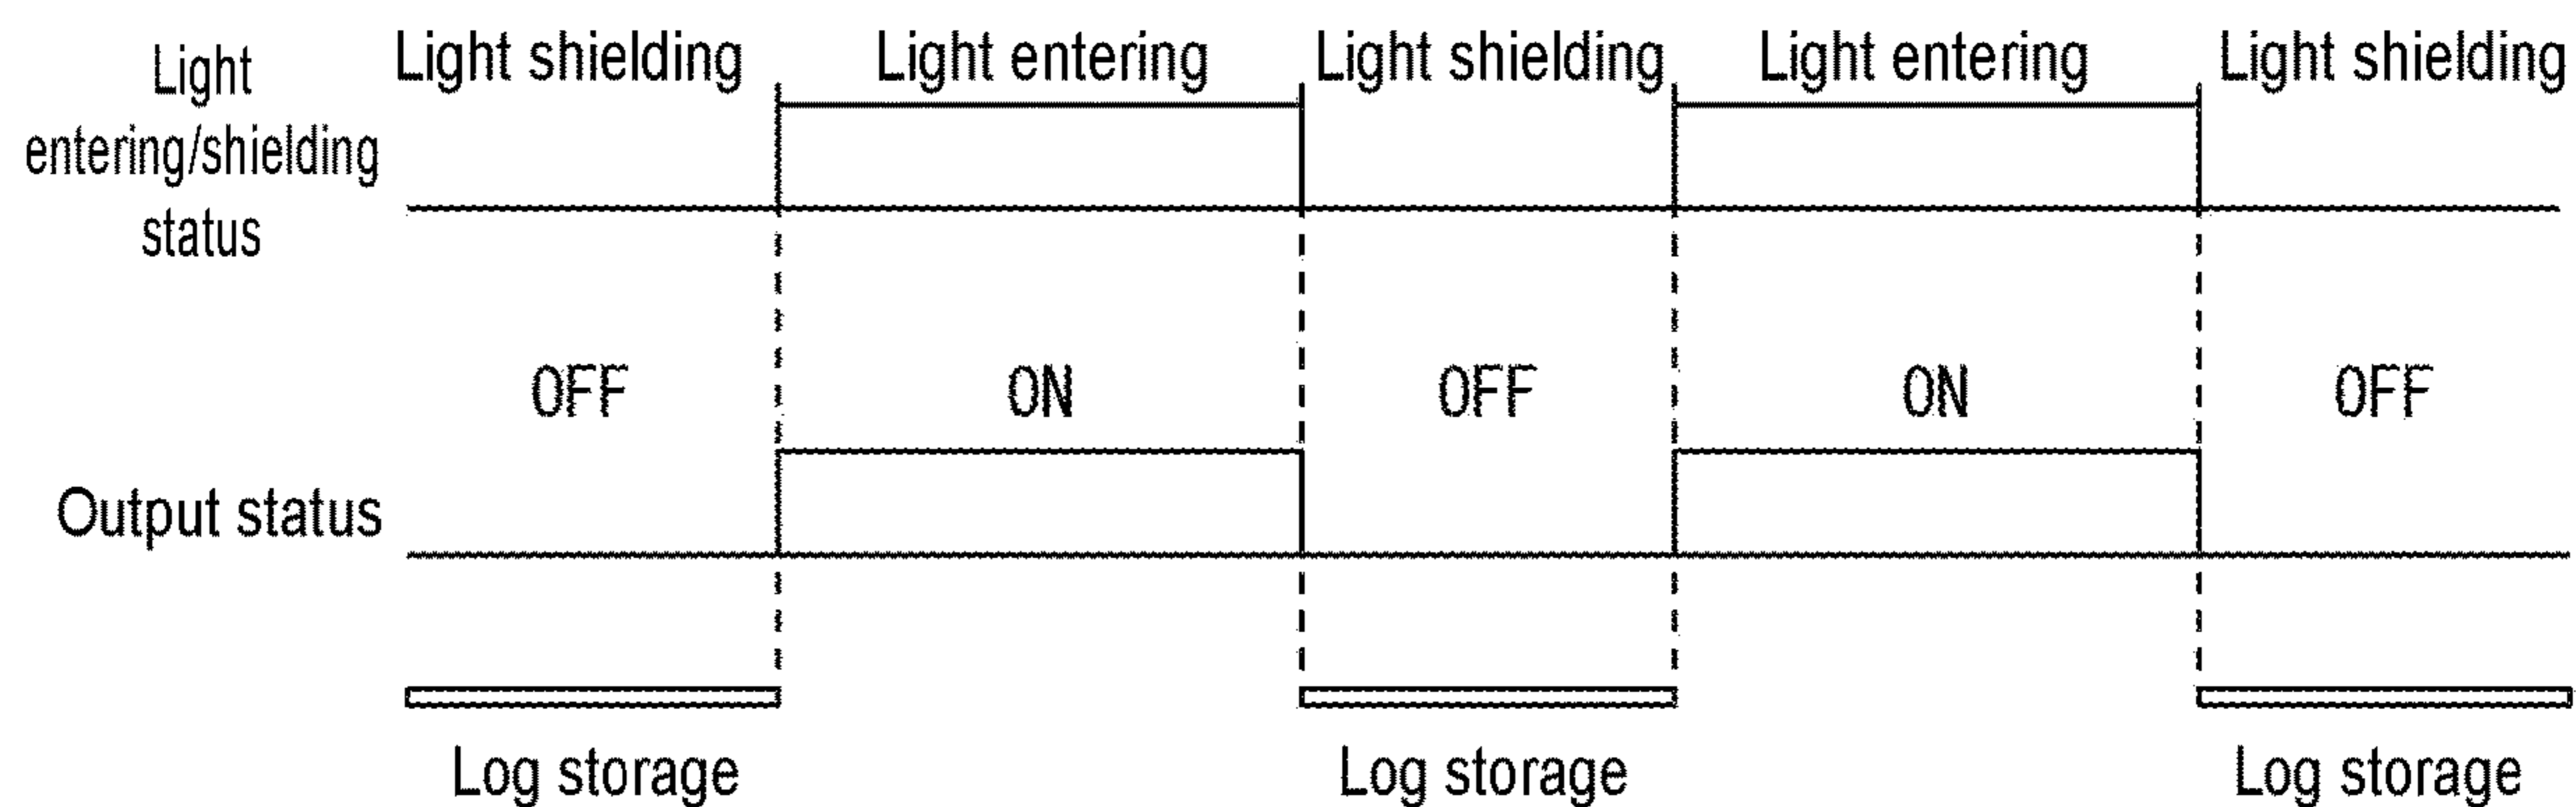 Light
entering/shielding
status
Light shielding
Light entering
Light shielding
Light entering
Light shielding
OFF
ON
OFF
ON
OFF
Output status
Log storage
Log storage
Log storage